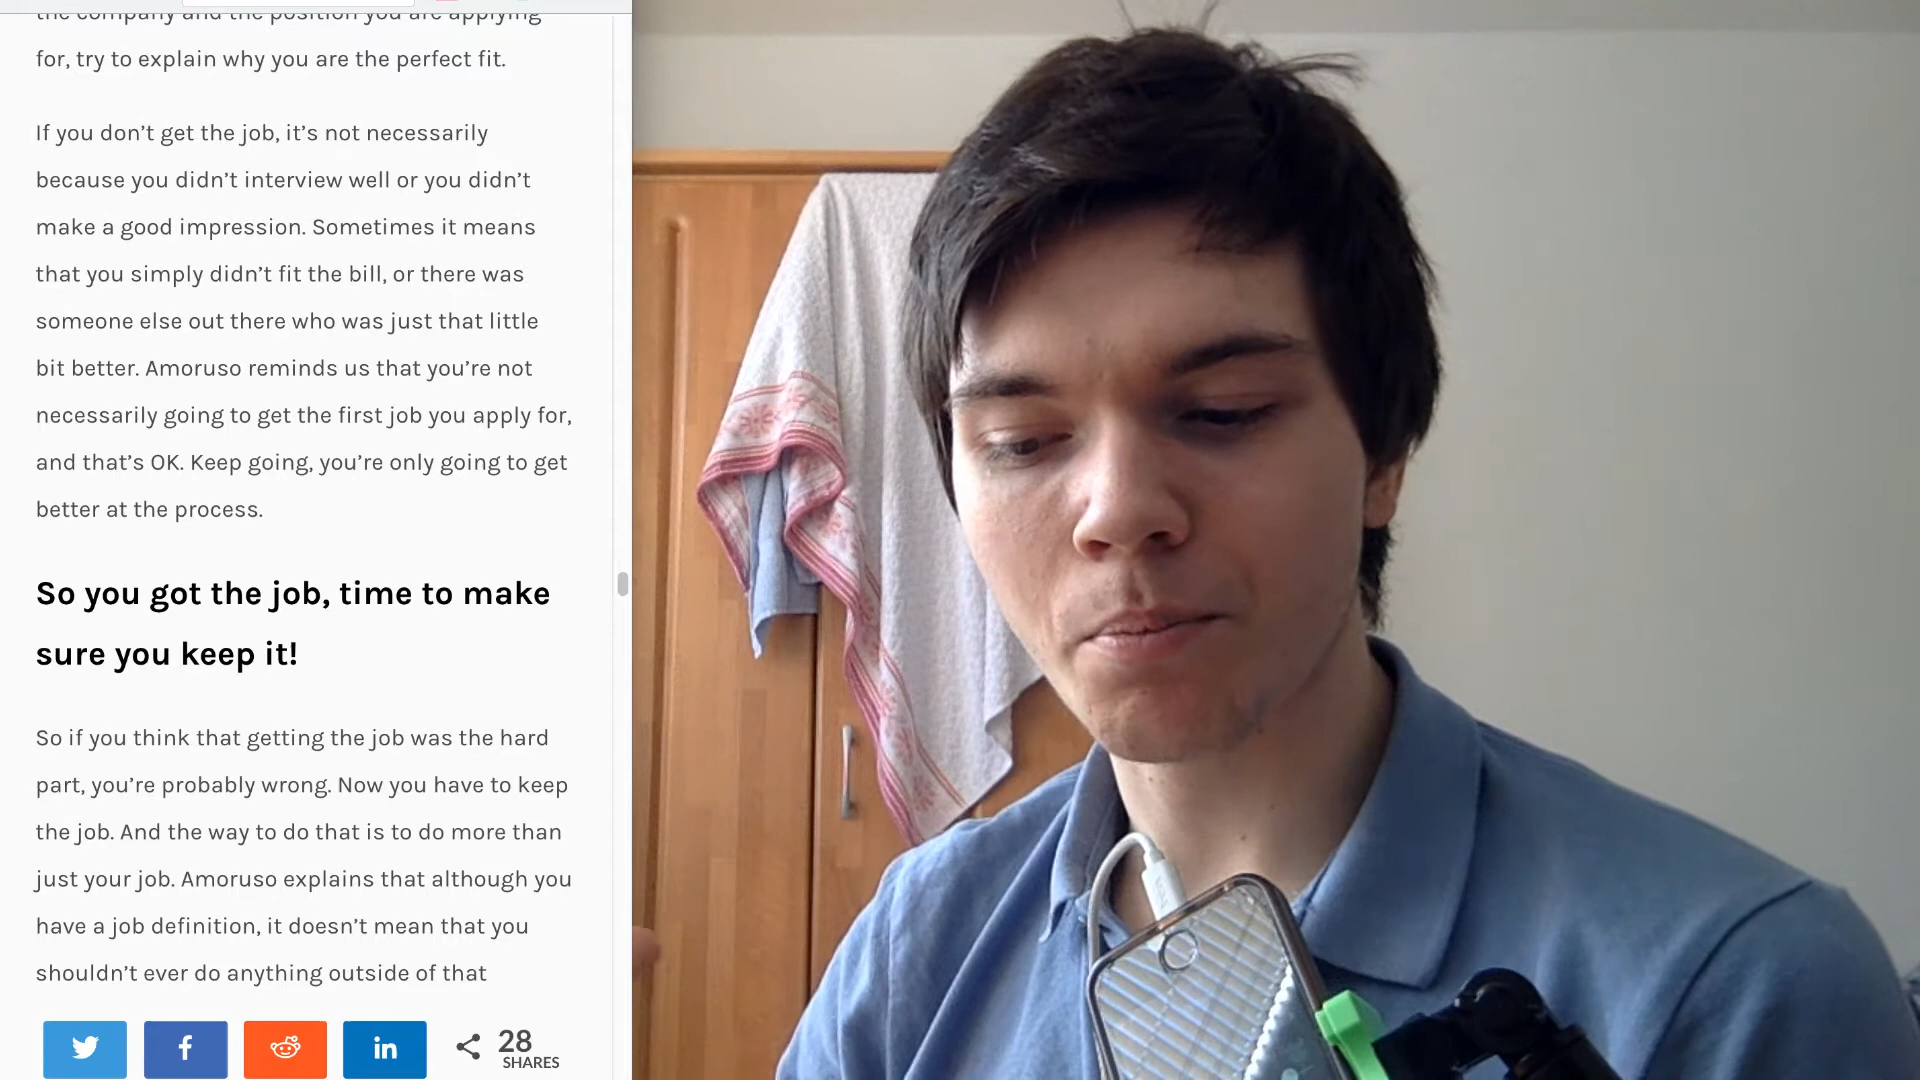 the company and the position you are applying
for, try to explain why you are the perfect fit.
If you don’t get the job, it’s not necessarily
because you didn’t interview well or you didn’t
make a good impression. Sometimes it means
that you simply didn’t fit the bill, or there was
someone else out there who was just that little
bit better. Amoruso reminds us that you’re not
necessarily going to get the first job you apply for,
and that’s OK. Keep going, you’re only going to get
better at the process.
So you got the job, time to make
sure you keep it!
So if you think that getting the job was the hard
part, you’re probably wrong. Now you have to keep
the job. And the way to do that is to do more than
just your job. Amoruso explains that although you
have a job definition, it doesn’t mean that you
shouldn’t ever do anything outside of that
28
SHARES